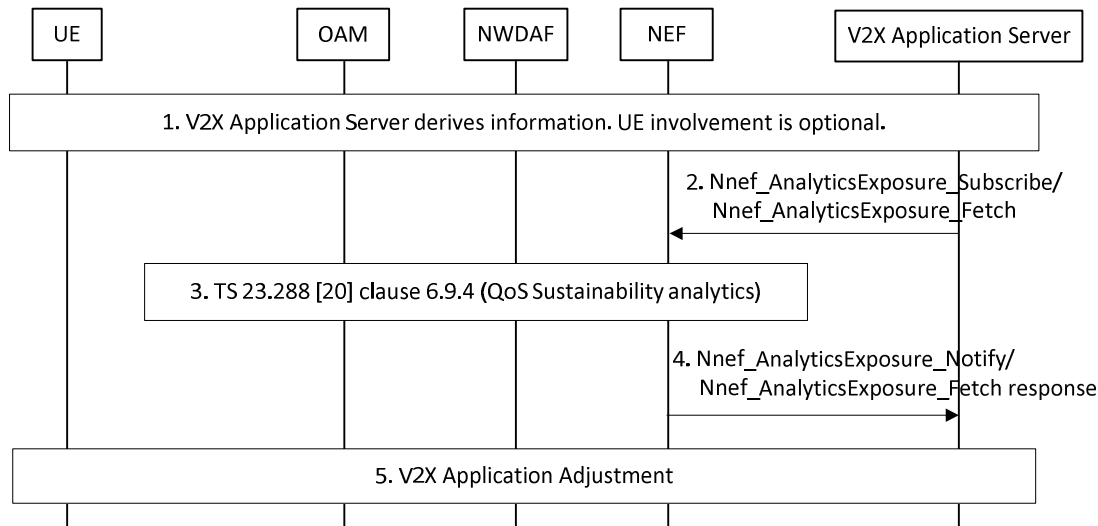 UE
OAM
NWDAF
NEF
V2X Application Server
1. V2X Application Server derives information. UE involvement is optional.
2. Nnef_AnalyticsExposure_Subscribe/
Nnef_AnalyticsExposure_Fetch
3. TS 23.288 [20] clause 6.9.4 (QoS Sustainability analytics)
4. Nnef_AnalyticsExposure_Notify/
Nnef_AnalyticsExposure_Fetch response
5. V2X Application Adjustment